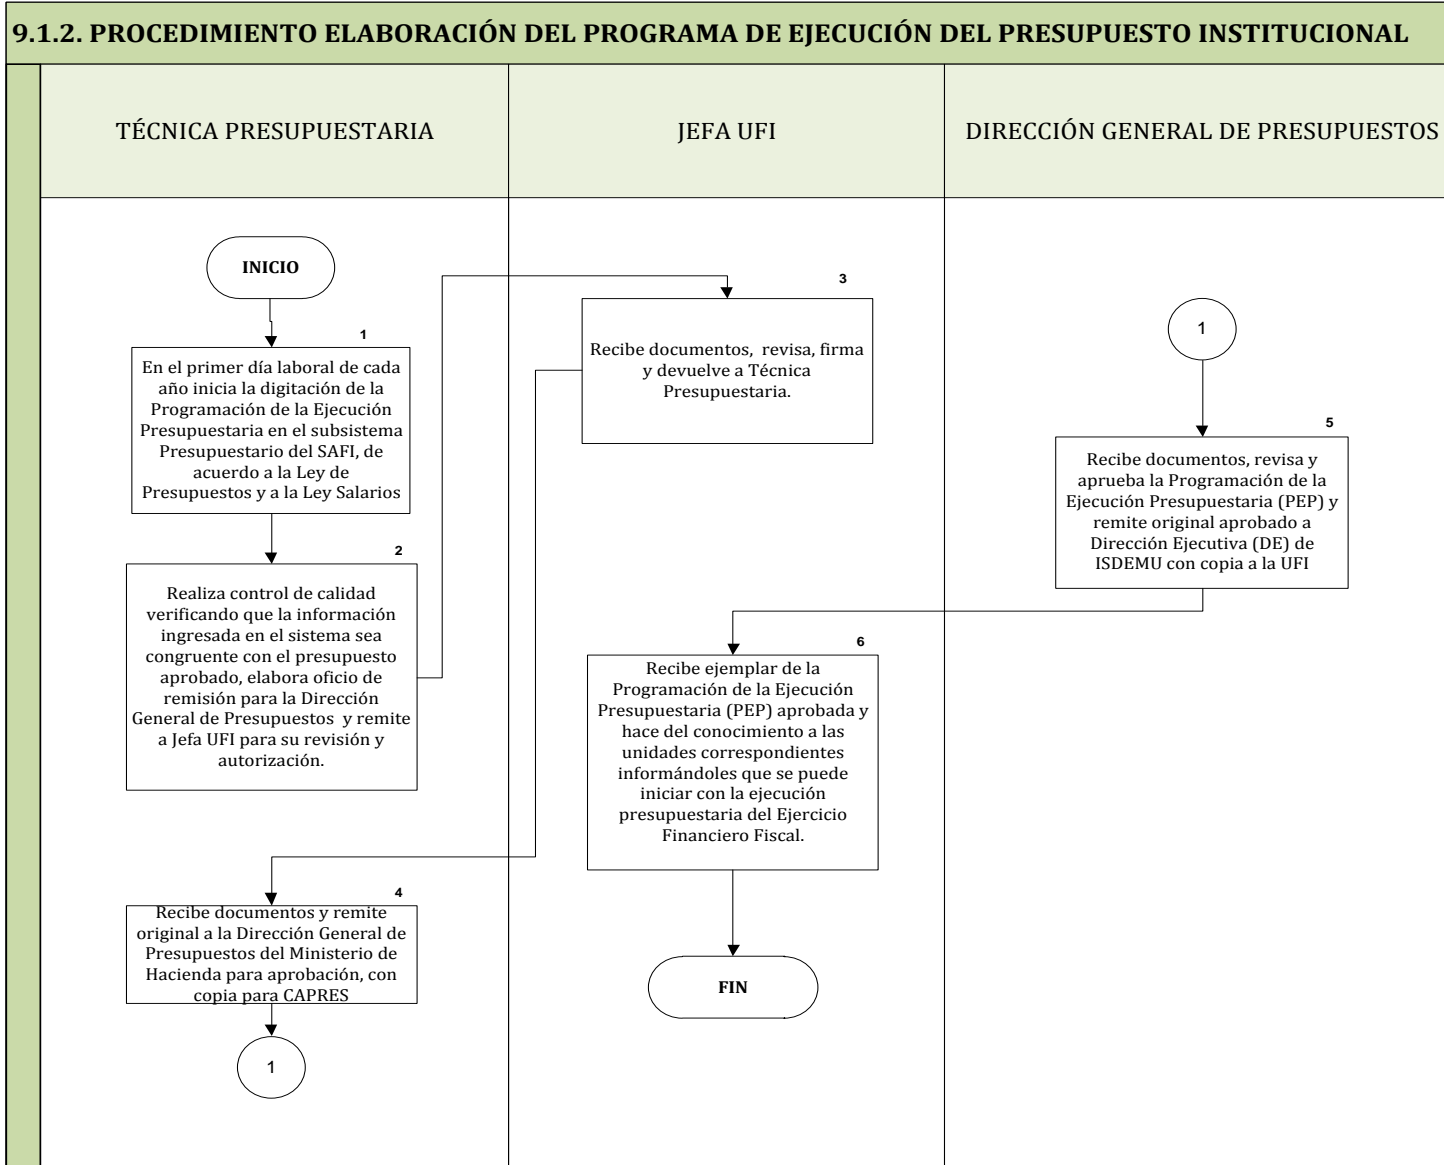 9.1.2. PROCEDIMIENTO ELABORACIÓN DEL PROGRAMA DE EJECUCIÓN DEL PRESUPUESTO INSTITUCIONAL
TÉCNICA PRESUPUESTARIA
JEFA UFI
DIRECCIÓN GENERAL DE PRESUPUESTOS
INICIO
1
En el primer día laboral de cada
año inicia la digitación de la
Programación de la Ejecución
Presupuestaria en el subsistema
Presupuestario del SAFI, de
acuerdo a la Ley de
Presupuestos y a la Ley Salarios
2
Realiza control de calidad
verificando que la información
ingresada en el sistema sea
congruente con el presupuesto
aprobado, elabora oficio de
remisión para la Dirección
General de Presupuestos y remite
a Jefa UFI para su revisión y
autorización.
3
Recibe documentos, revisa, firma
y devuelve a Técnica
Presupuestaria.
4
Recibe documentos y remite
original a la Dirección General de
Presupuestos del Ministerio de
Hacienda para aprobación, con
copia para CAPRES
1
1
5
Recibe documentos, revisa y
aprueba la Programación de la
Ejecución Presupuestaria (PEP) y
remite original aprobado a
Dirección Ejecutiva (DE) de
ISDEMU con copia a la UFI
6
Recibe ejemplar de la
Programación de la Ejecución
Presupuestaria (PEP) aprobada y
hace del conocimiento a las
unidades correspondientes
informándoles que se puede
iniciar con la ejecución
presupuestaria del Ejercicio
Financiero Fiscal.
FIN